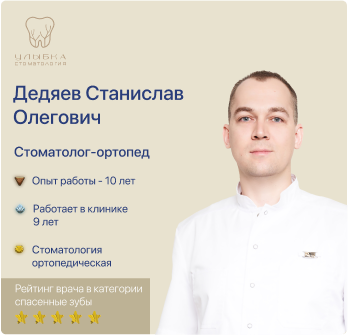 УЛЫБКА
СТОМАТОЛОГИЯ
Дедяев Станислав
Олегович
Стоматолог-ортопед
Опыт работы - 10 лет
Работает в клинике
9 лет
Стоматология
ортопедическая
Рейтинг врача в категории
спасенные зубы